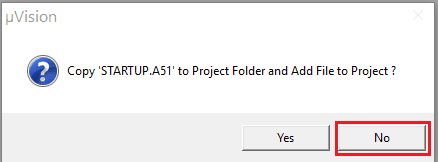 µVision
Copy 'STARTUP.A51' to Project Folder and Add File to Project ?
Yes
No